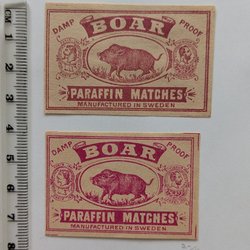 CM 1 2 3 4 5 6 7 8
DAMP PROOF
BOAR
PARAFFIN MATCHES
MANUFACTURED IN SWEDEN
DAMP PROOF
BOAR
PARAFFIN MATCHES
MANUFACTURED IN SWEDEN